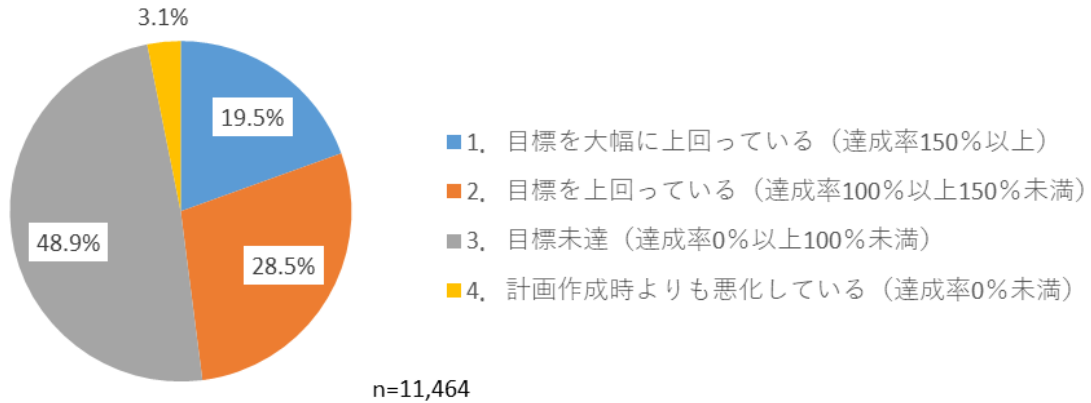 3.1%
19.5%
28.5%
48.9%
1. 目標を大幅に上回っている（達成率150％以上）
2. 目標を上回っている（達成率100％以上150％未満）
3. 目標未達（達成率0％以上100％未満）
4. 計画作成時よりも悪化している（達成率0％未満）
n=11,464